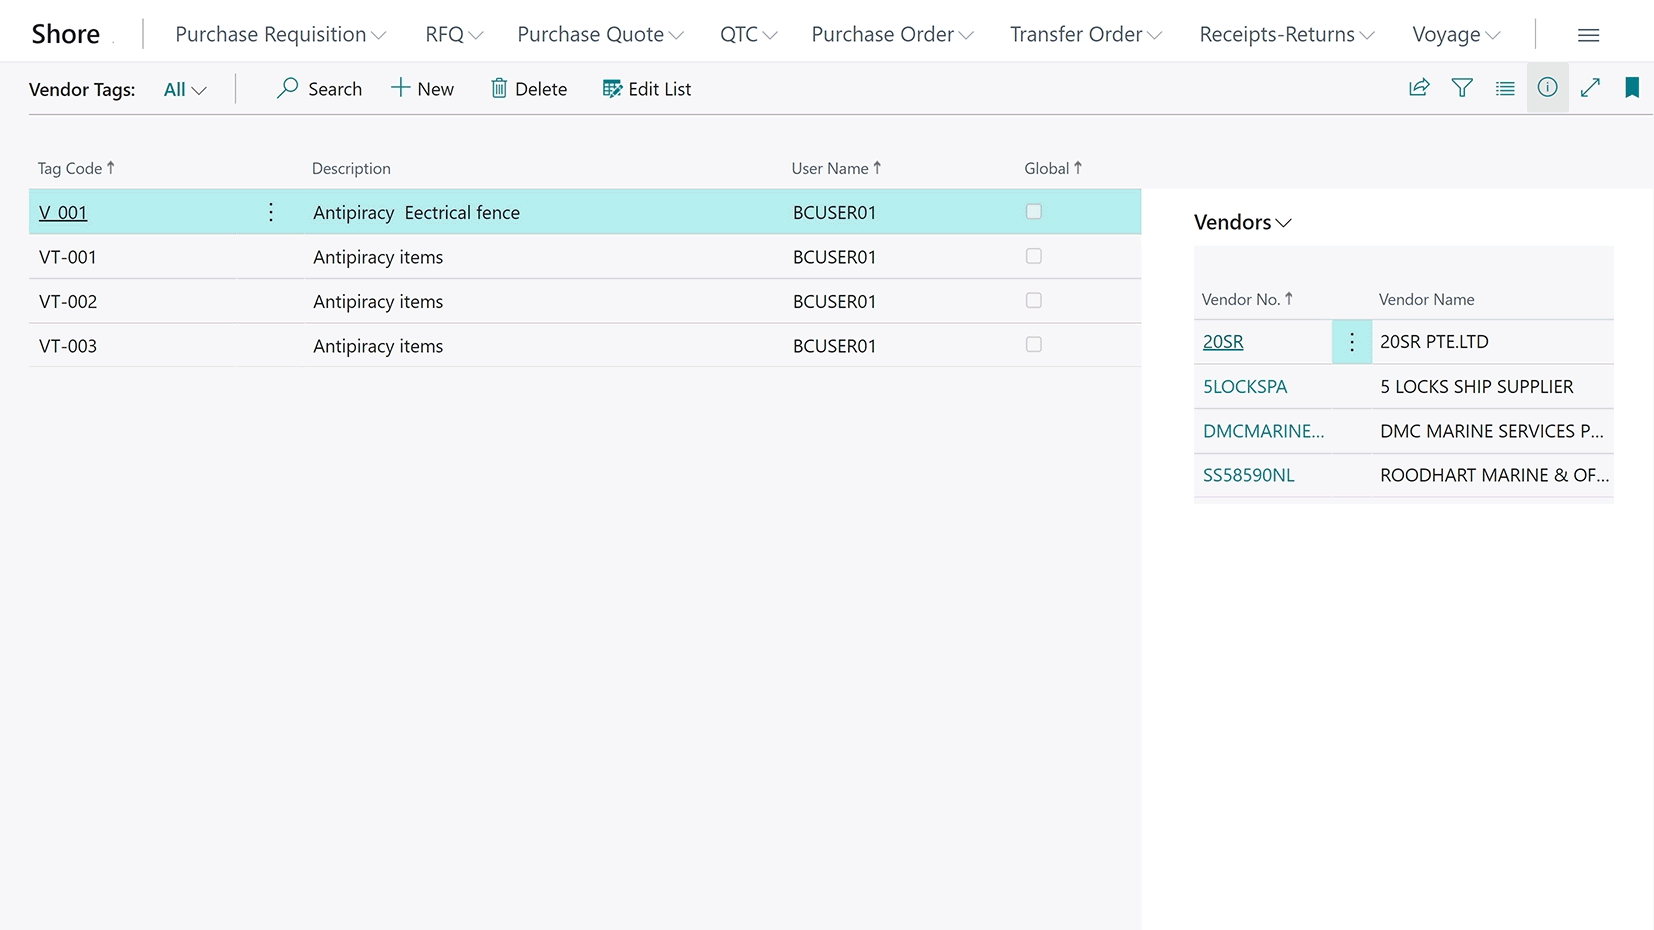 Shore Purchase Requisition RFQ Purchase Quote QTC Purchase Order Transfer Order Receipts-Returns Voyage
Vendor Tags: All Search New Delete Edit List
Tag Code Description User Name Global
V_001 Antipiracy Eectrical fence BCUSER01
VT-001 Antipiracy items BCUSER01
VT-002 Antipiracy items BCUSER01
VT-003 Antipiracy items BCUSER01
Vendors
Vendor No. Vendor Name
20SR 20SR PTE.LTD
5LOCKSPA 5 LOCKS SHIP SUPPLIER
DMCMARINE... DMC MARINE SERVICES P...
SS58590NL ROODHART MARINE & OF...